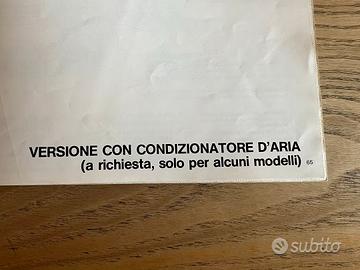 VERSIONE CON CONDIZIONATORE D'ARIA
(a richiesta, solo per alcuni modelli) 65
subito